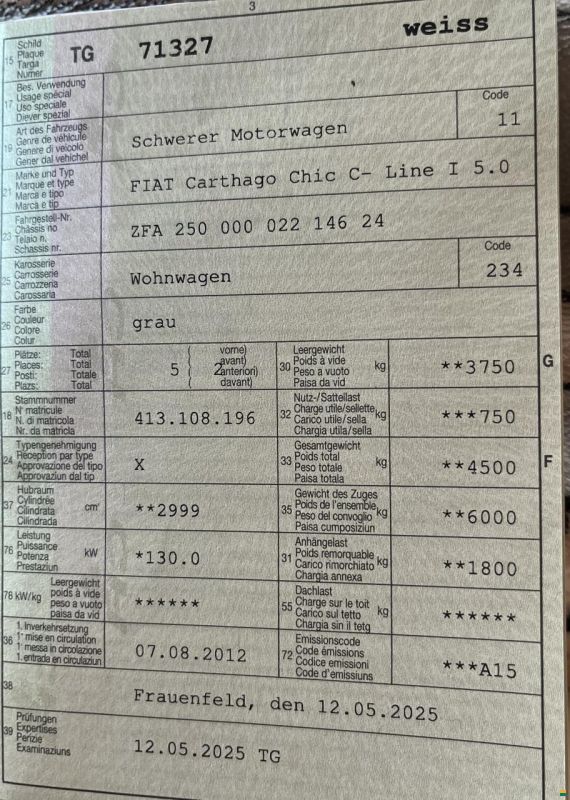 3
15 Schild Plaque Targa Numer TG 71327 weiss
17 Bes. Verwendung
Usage spécial
Uso speciale
Diever spezial
19 Art des Fahrzeugs
Genre de véhicule
Genere di veicolo
Gener dal vehichel
Schwerer Motorwagen
Code
11
21 Marke und Typ
Marque et type
Marca e tipo
Marca e tip
FIAT Carthago Chic C- Line I 5.0
23 Fahrgestell-Nr.
Châssis no
Telaio n.
Schassis nr.
ZFA 250 000 022 146 24
25 Karosserie
Carrosserie
Carrozzeria
Carossaria
Wohnwagen
Code
234
26 Farbe
Couleur
Colore
Colur
grau
27 Plätze: Total
Places: Total
Posti: Totale
Plazs: Total
5 ( 2 vorne)
avant)
anteriori)
davant)
30 Leergewicht
Poids à vide
Peso a vuoto
Paisa da vid
kg
**3750 G
18 Stammnummer
N° matricule
N. di matricola
Nr. da matricla
413.108.196
32 Nutz-/Sattellast
Charge utile/sellette
Carico utile/sella
Chargia utila/sella
kg
***750
24 Typengenehmigung
Réception par type
Approvazione del tipo
Approvaziun dal tip
X
33 Gesamtgewicht
Poids total
Peso totale
Paisa totala
kg
**4500 F
37 Hubraum
Cylindrée
Cilindrata
Cilindrada
cm³
**2999
35 Gewicht des Zuges
Poids de l'ensemble
Peso del convoglio
Paisa cumposiziun
kg
**6000
76 Leistung
Puissance
Potenza
Prestaziun
kW
*130.0
31 Anhängelast
Poids remorquable
Carico rimorchiato
Chargia annexa
kg
**1800
78 kW/kg Leergewicht
poids à vide
peso a vuoto
paisa da vid
******
55 Dachlast
Charge sur le toit
Carico sul tetto
Chargia sin il tetg
kg
******
36 1. Inverkehrsetzung
1re mise en circulation
1a messa in circolazione
1. entrada en circulaziun
07.08.2012
72 Emissionscode
Code émissions
Codice emissioni
Code d'emissiuns
***A15
38
Frauenfeld, den 12.05.2025
39 Prüfungen
Expertises
Perizie
Examinaziuns
12.05.2025 TG